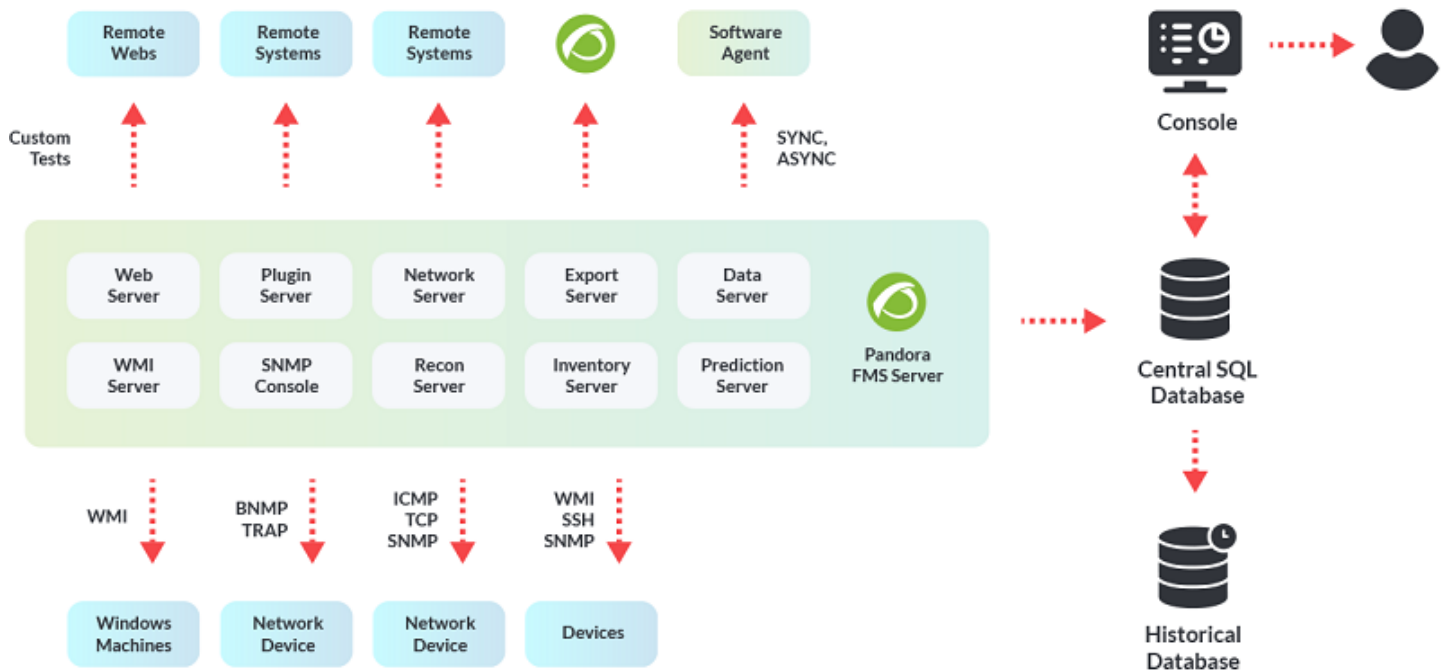 Remote
Webs
Remote
Systems
Remote
Systems
Software
Agent
Console
Custom
Tests
SYNC,
ASYNC
Web
Server
Plugin
Server
Network
Server
Export
Server
Data
Server
WMI
Server
SNMP
Console
Recon
Server
Inventory
Server
Prediction
Server
Pandora
FMS Server
Central SQL
Database
WMI
BNMP
TRAP
ICMP
TCP
SNMP
WMI
SSH
SNMP
Windows
Machines
Network
Device
Network
Device
Devices
Historical
Database